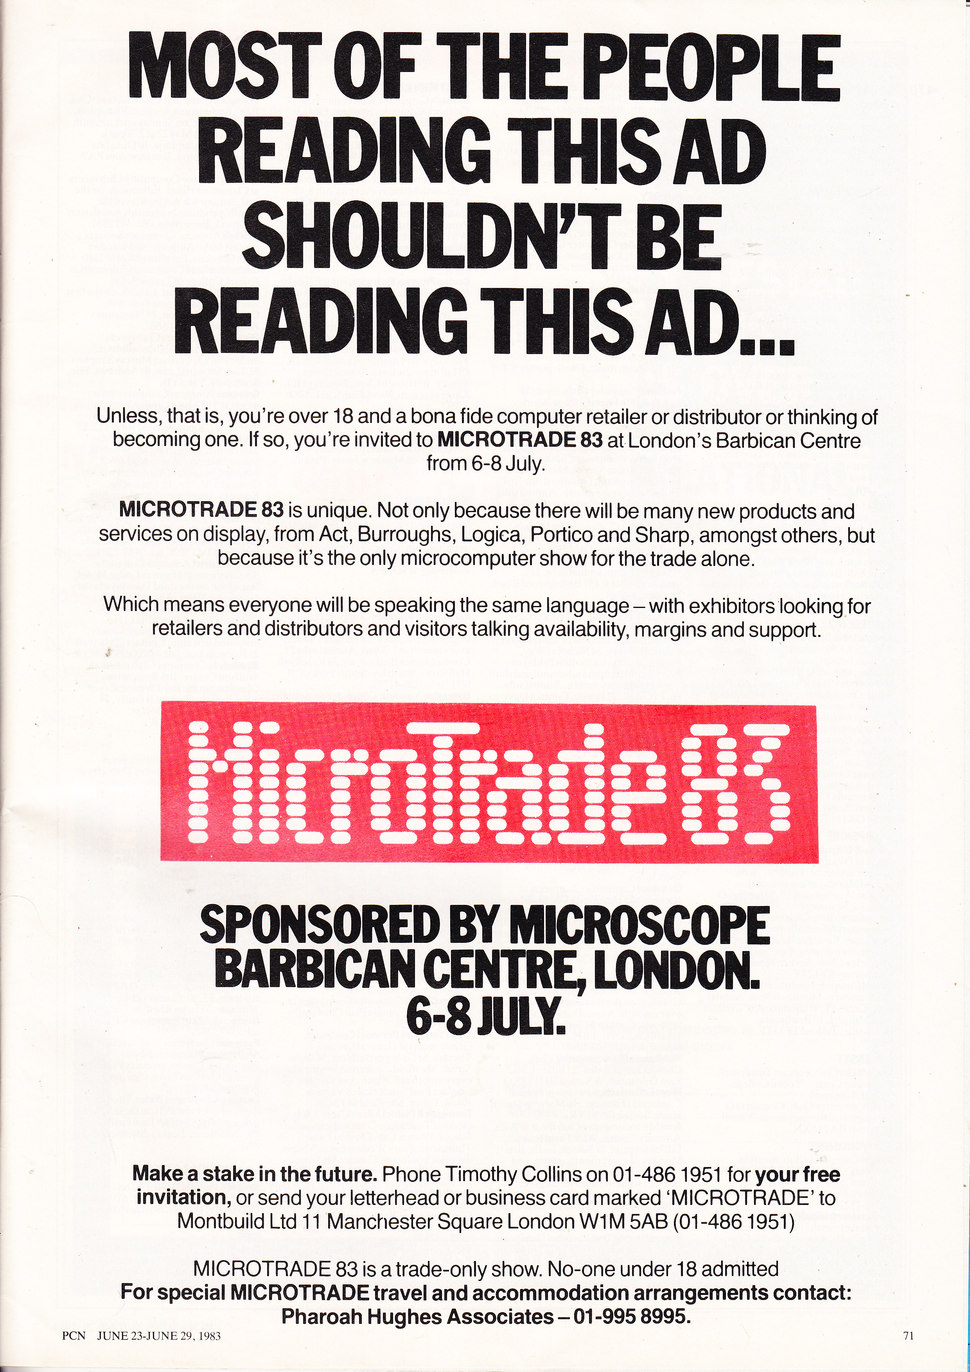 MOST OF THE PEOPLE
READING THIS AD
SHOULDN'T BE
READING THIS AD...
Unless, that is, you're over 18 and a bona fide computer retailer or distributor or thinking of
becoming one. If so, you're invited to MICROTRADE 83 at London's Barbican Centre
from 6-8 July.
MICROTRADE 83 is unique. Not only because there will be many new products and
services on display, from Act, Burroughs, Logica, Portico and Sharp, amongst others, but
because it's the only microcomputer show for the trade alone.
Which means everyone will be speaking the same language – with exhibitors looking for
retailers and distributors and visitors talking availability, margins and support.
MicroTrade 83
SPONSORED BY MICROSCOPE
BARBICAN CENTRE, LONDON.
6-8 JULY.
Make a stake in the future. Phone Timothy Collins on 01-486 1951 for your free
invitation, or send your letterhead or business card marked 'MICROTRADE' to
Montbuild Ltd 11 Manchester Square London W1M 5AB (01-486 1951)
MICROTRADE 83 is a trade-only show. No-one under 18 admitted
For special MICROTRADE travel and accommodation arrangements contact:
Pharoah Hughes Associates – 01-995 8995.
PCN JUNE 23-JUNE 29, 1983
71